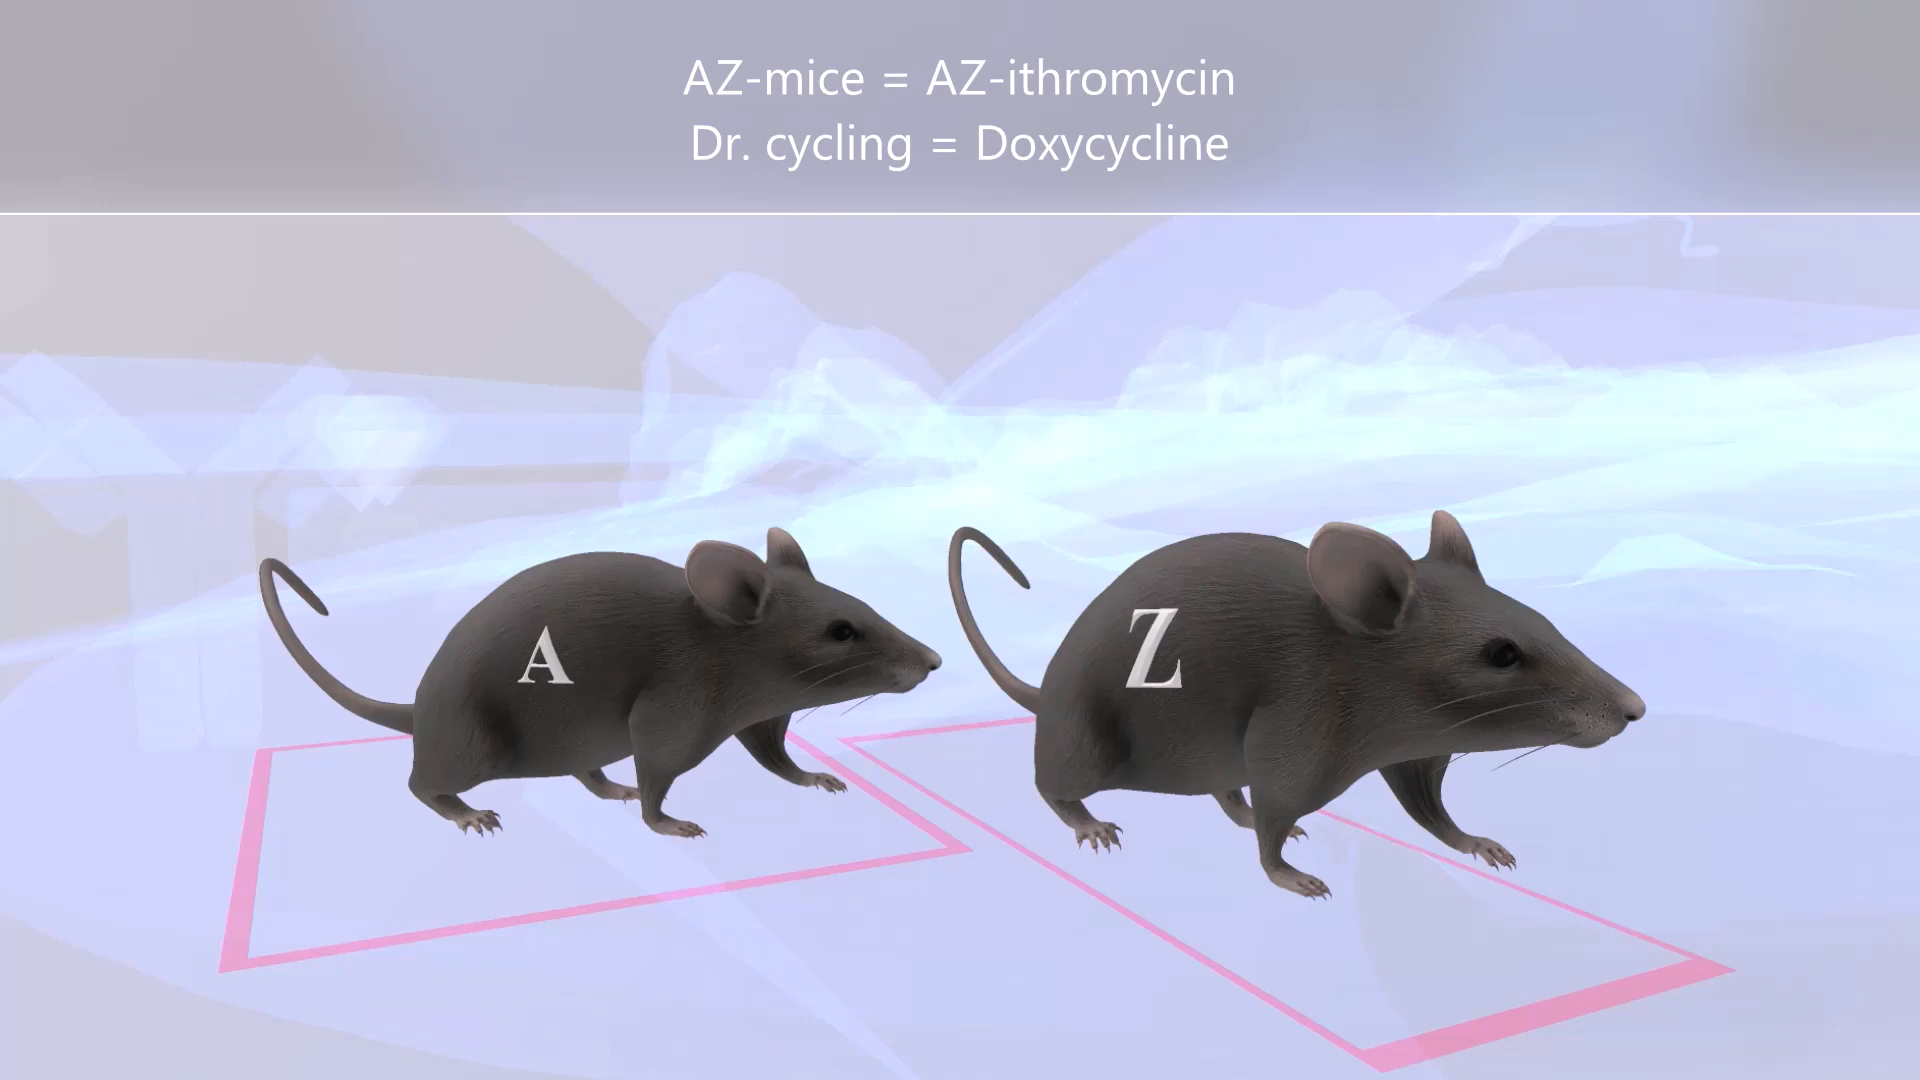 AZ-mice = AZ-ithromycin
Dr. cycling = Doxycycline
A
Z